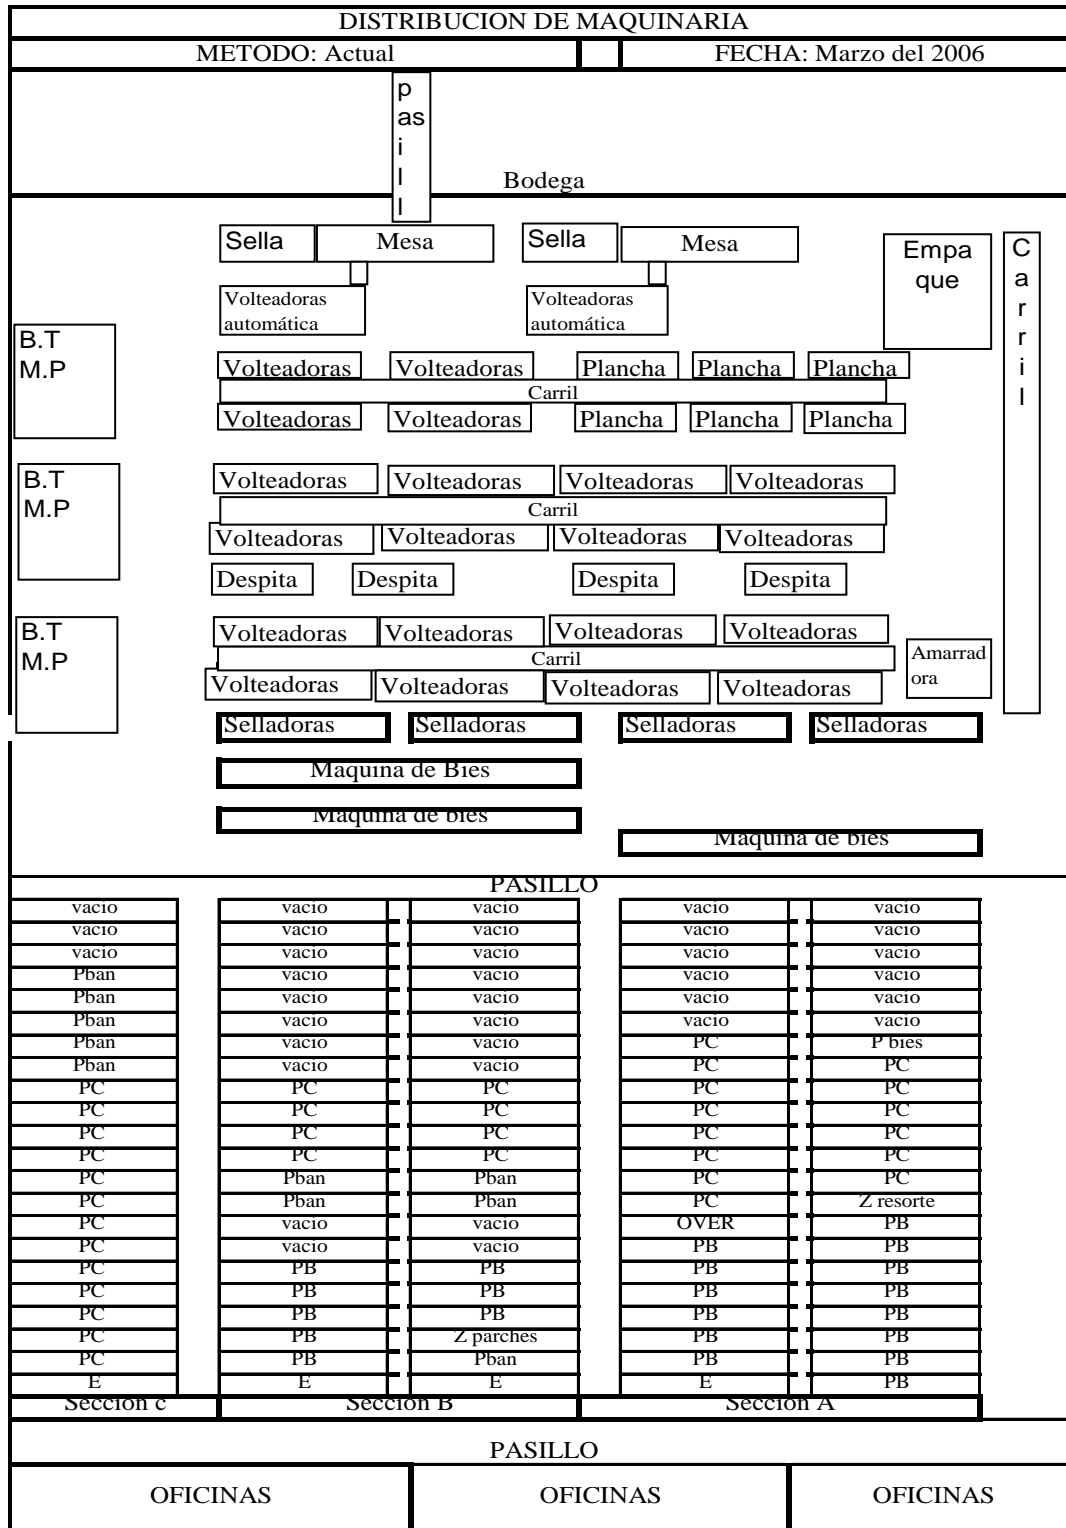 DISTRIBUCION DE MAQUINARIA
METODO: Actual FECHA: Marzo del 2006
p
as
i
l
l
Bodega
Sella Mesa Sella Mesa
Empa
que
C
a
r
r
i
l
Volteadoras
automática
Volteadoras
automática
B.T
M.P
Volteadoras Volteadoras Plancha Plancha Plancha
Carril
Volteadoras Volteadoras Plancha Plancha Plancha
B.T
M.P
Volteadoras Volteadoras Volteadoras Volteadoras
Carril
Volteadoras Volteadoras Volteadoras Volteadoras
Despita Despita Despita Despita
B.T
M.P
Volteadoras Volteadoras Volteadoras Volteadoras
Carril
Amarrad
ora
Volteadoras Volteadoras Volteadoras Volteadoras
Selladoras Selladoras Selladoras Selladoras
Maquina de Bies
Maquina de bies
Maquina de bies
PASILLO
vacio vacio vacio vacio vacio
vacio vacio vacio vacio vacio
vacio vacio vacio vacio vacio
Pban vacio vacio vacio vacio
Pban vacio vacio vacio vacio
Pban vacio vacio vacio vacio
Pban vacio vacio PC P bies
Pban vacio vacio PC PC
PC PC PC PC PC
PC PC PC PC PC
PC PC PC PC PC
PC PC PC PC PC
PC Pban Pban PC PC
PC Pban Pban PC Z resorte
PC vacio vacio OVER PB
PC vacio vacio PB PB
PC PB PB PB PB
PC PB PB PB PB
PC PB PB PB PB
PC PB Z parches PB PB
PC PB Pban PB PB
E E E E PB
Seccion c Seccion B Seccion A
PASILLO
OFICINAS OFICINAS OFICINAS